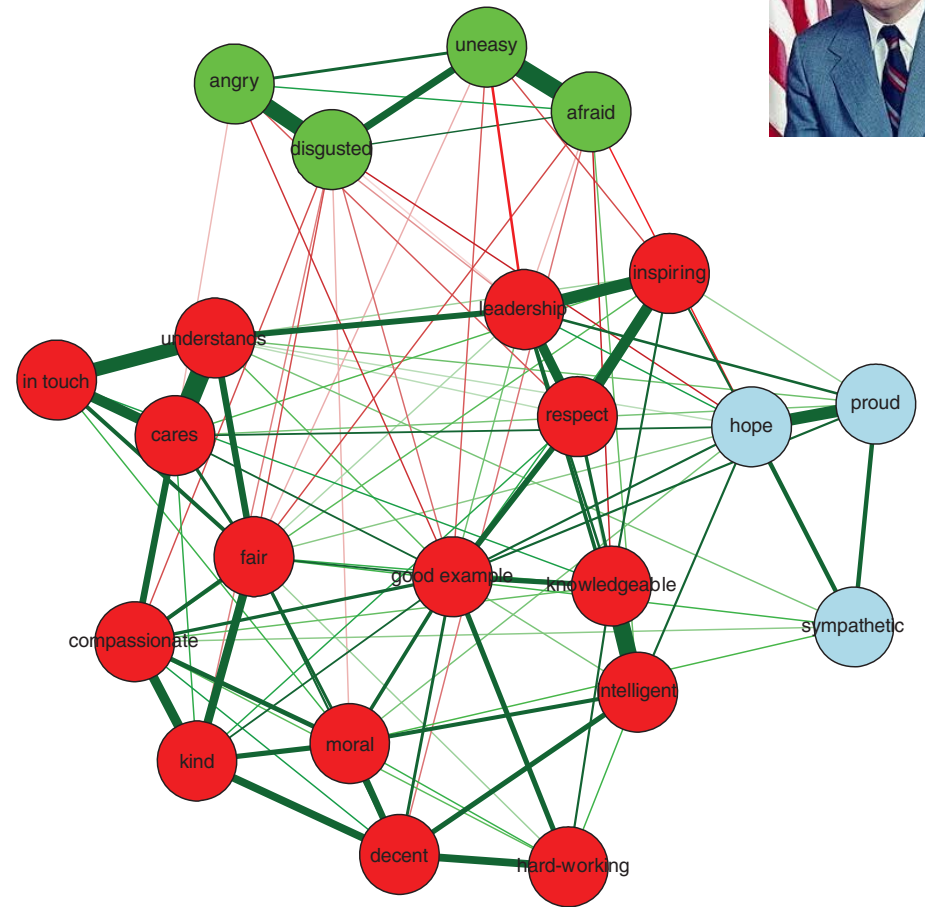 uneasy
angry
afraid
disgusted
inspiring
leadership
understands
in touch
proud
respect
hope
cares
fair
good example
knowledgeable
sympathetic
compassionate
intelligent
moral
kind
decent
hard-working